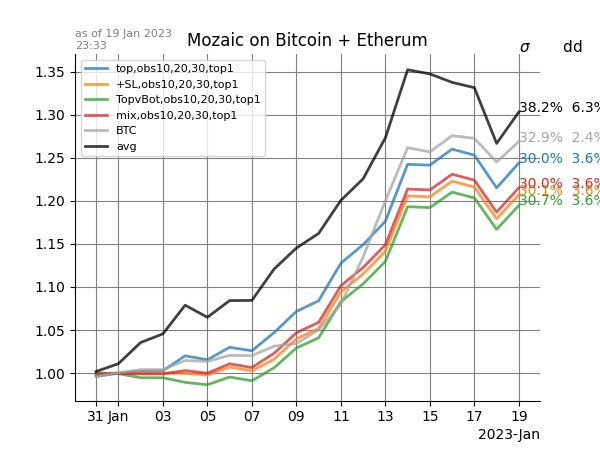 as of 19 Jan 2023
23:33
Mozaic on Bitcoin + Etherum
σ dd
top,obs10,20,30,top1
+SL,obs10,20,30,top1
TopvBot,obs10,20,30,top1
mix,obs10,20,30,top1
BTC
avg
1.35
1.30
1.25
1.20
1.15
1.10
1.05
1.00
38.2% 6.3%
32.9% 2.4%
30.0% 3.6%
30.0% 3.6%
30.1% 3.6%
30.7% 3.6%
31 Jan 03 05 07 09 11 13 15 17 19
2023-Jan